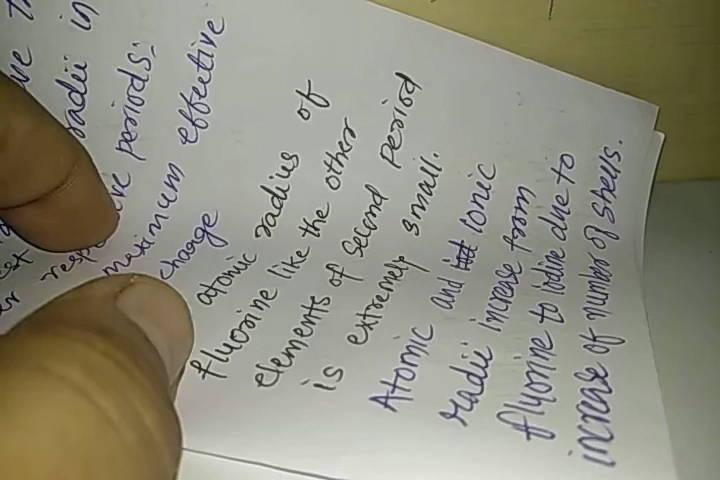 radii in
periods:
maximum effective
charge
atomic radius of
fluorine like the other
elements of second period
is extremely small.
Atomic and ionic
radii increase from
fluorine to iodine due to
increase of number of shells.